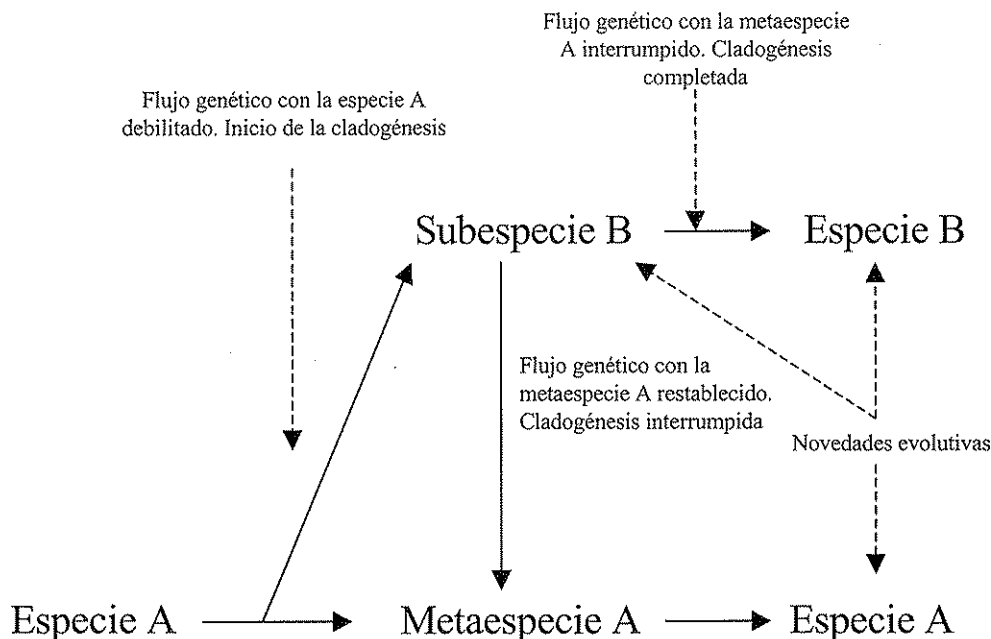 Flujo genético con la metaespecie
A interrumpido. Cladogénesis
completada
Flujo genético con la especie A
debilitado. Inicio de la cladogénesis
Subespecie B
Especie B
Flujo genético con la
metaespecie A restablecido.
Cladogénesis interrumpida
Novedades evolutivas
Especie A
Metaespecie A
Especie A